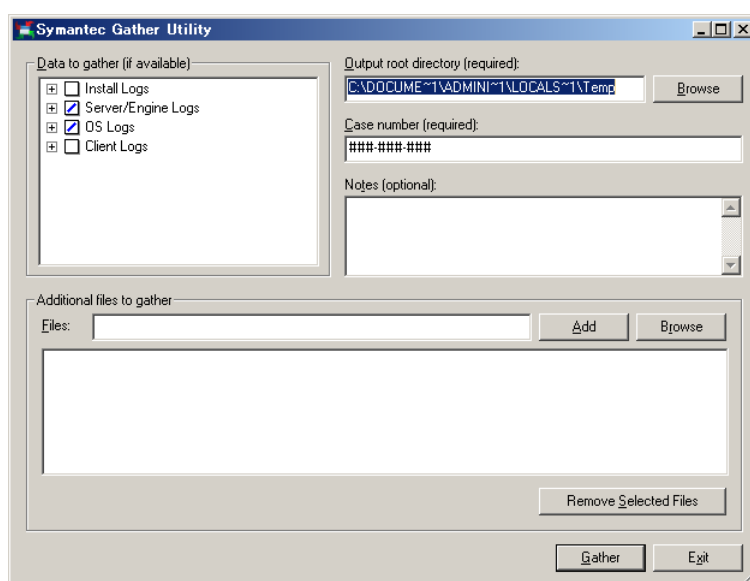 Symantec Gather Utility
Data to gather (if available)
Install Logs
Server/Engine Logs
OS Logs
Client Logs
Output root directory (required):
C:\DOCUME~1\ADMINI~1\LOCALS~1\Temp
Browse
Case number (required):
###-###-###
Notes (optional):
Additional files to gather
Files:
Add
Browse
Remove Selected Files
Gather
Exit